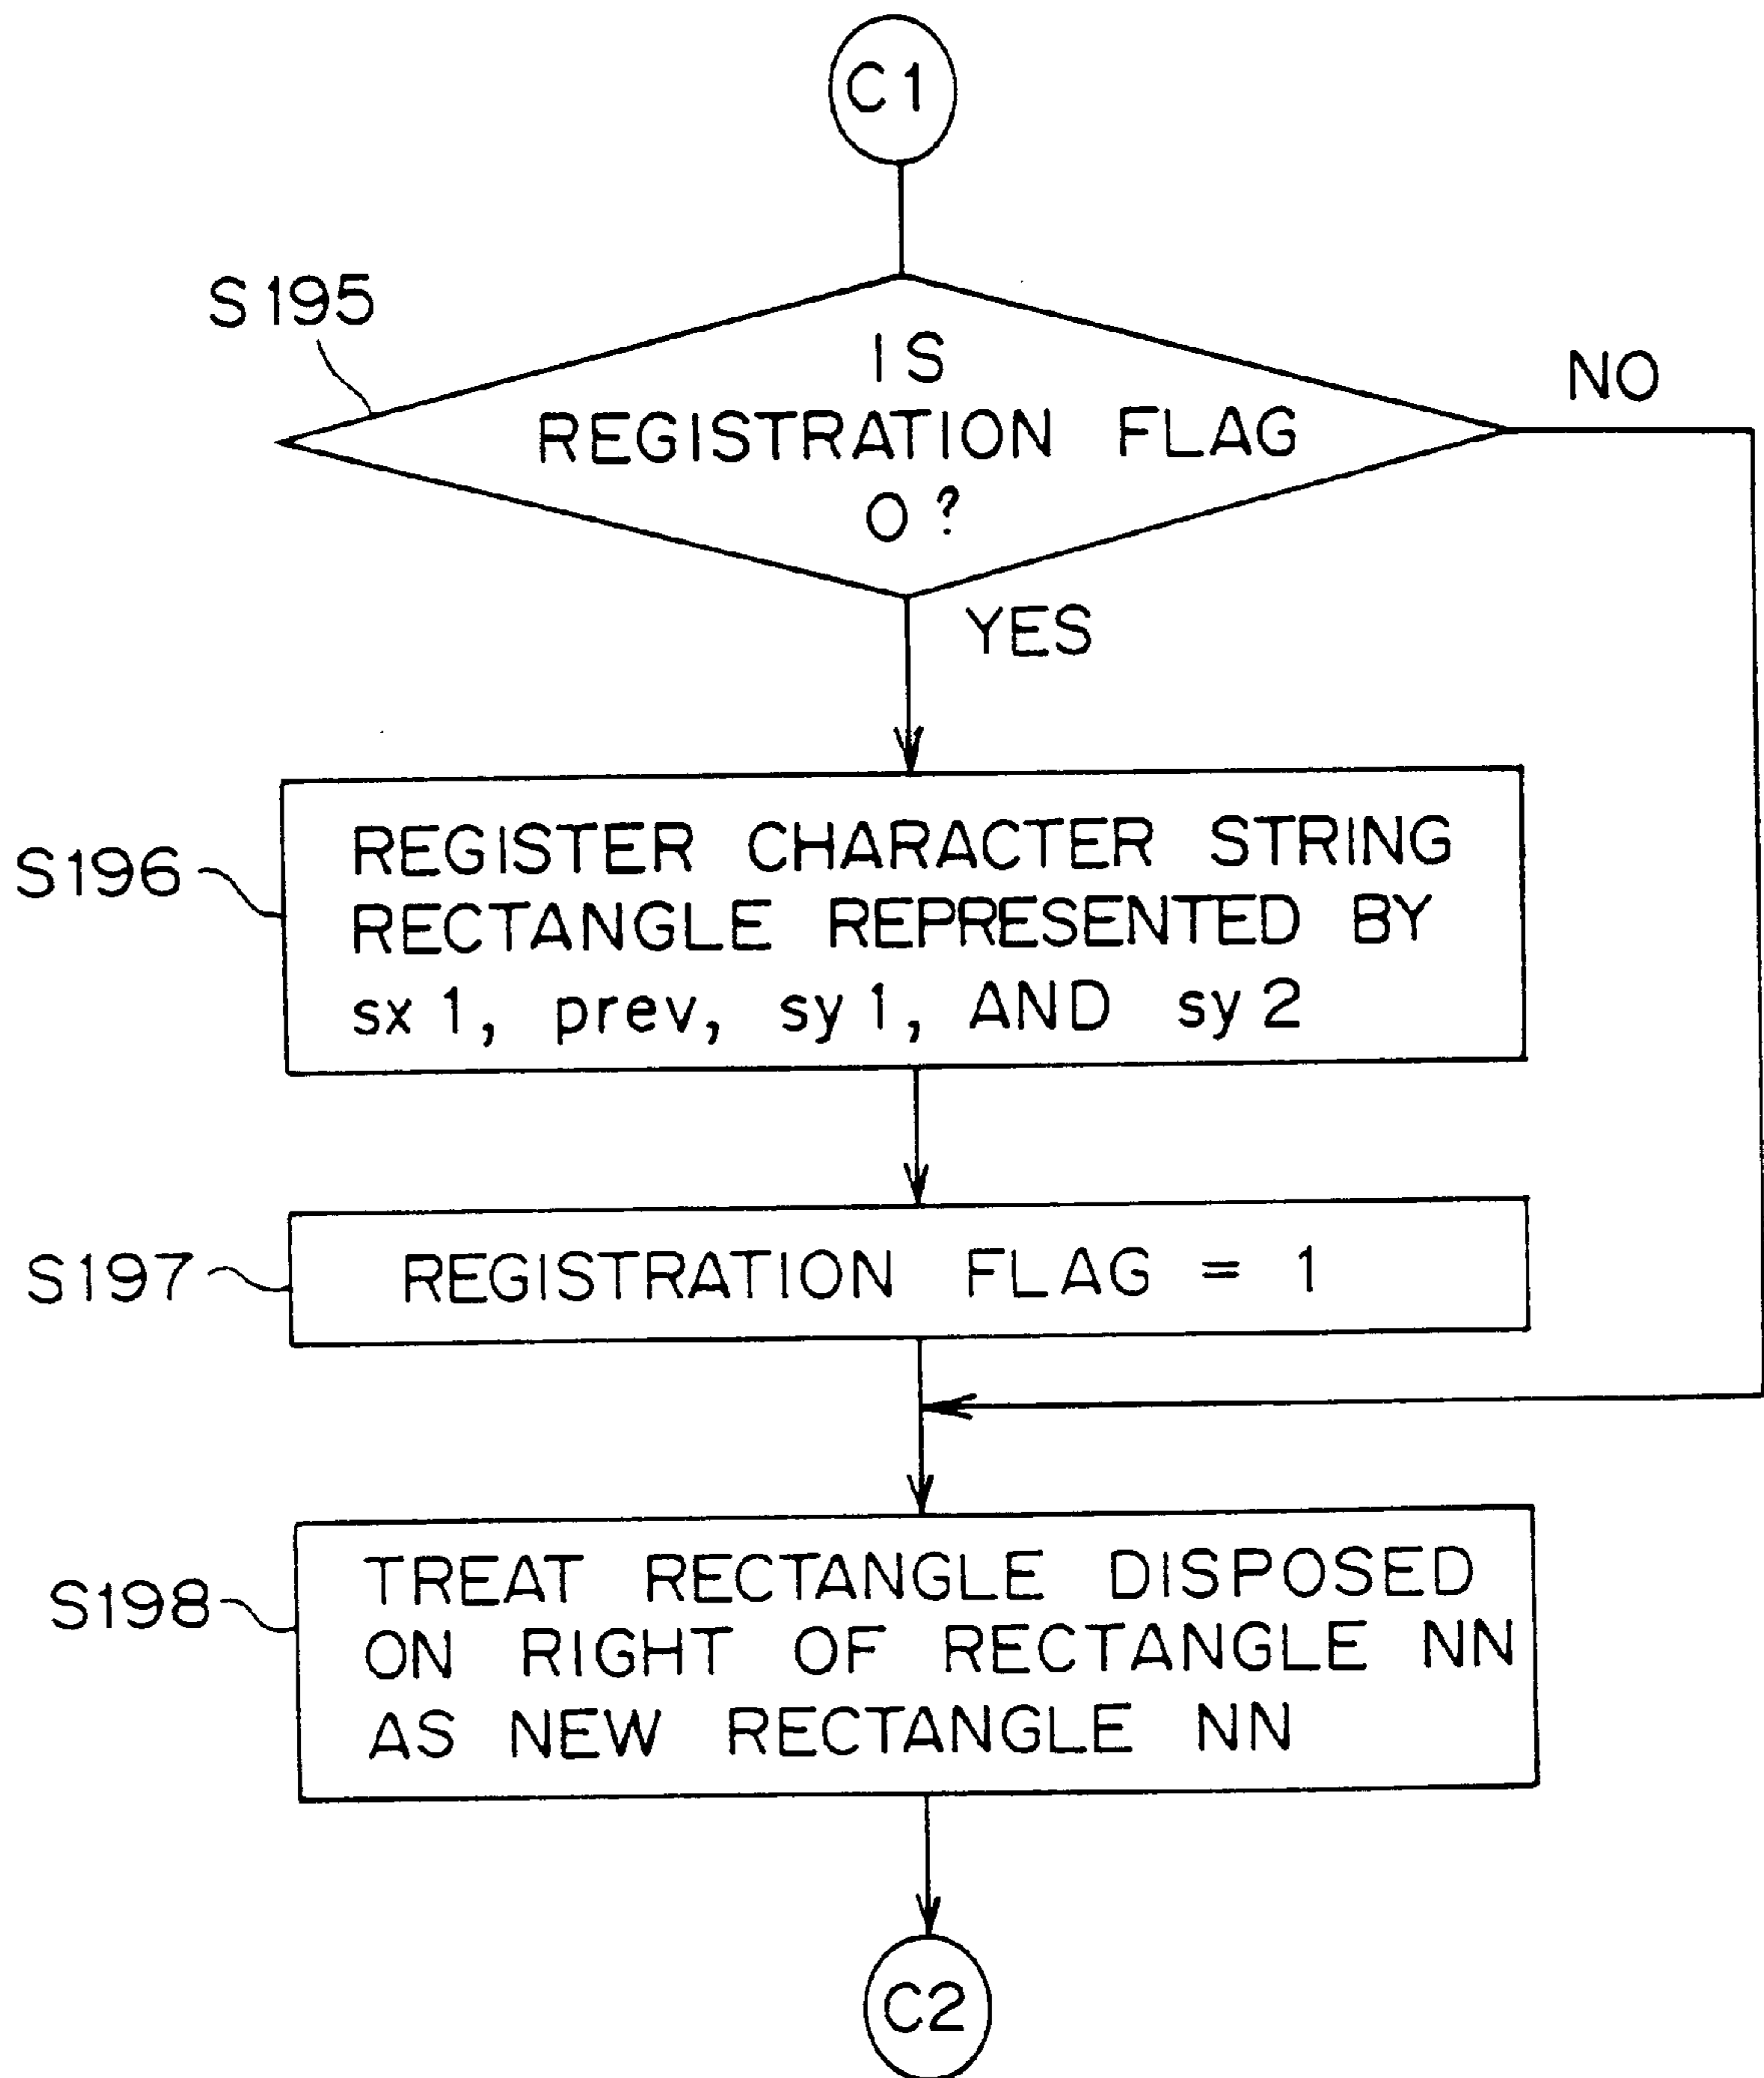 C1
S195
IS
REGISTRATION FLAG
0?
NO
YES
S196
REGISTER CHARACTER STRING
RECTANGLE REPRESENTED BY
sx1, prev, sy1, AND sy2
S197
REGISTRATION FLAG = 1
S198
TREAT RECTANGLE DISPOSED
ON RIGHT OF RECTANGLE NN
AS NEW RECTANGLE NN
C2